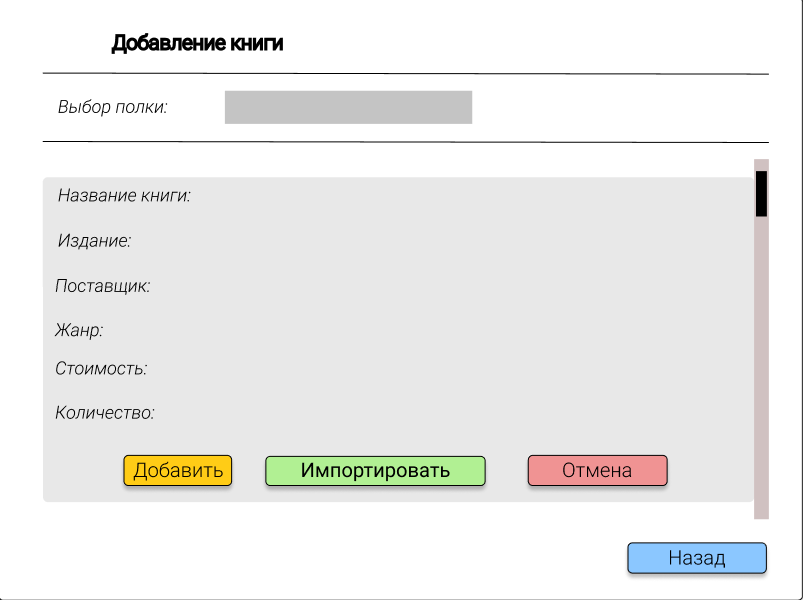 Добавление книги
Выбор полки:
Название книги:
Издание:
Поставщик:
Жанр:
Стоимость:
Количество:
Добавить Импортировать Отмена
Назад